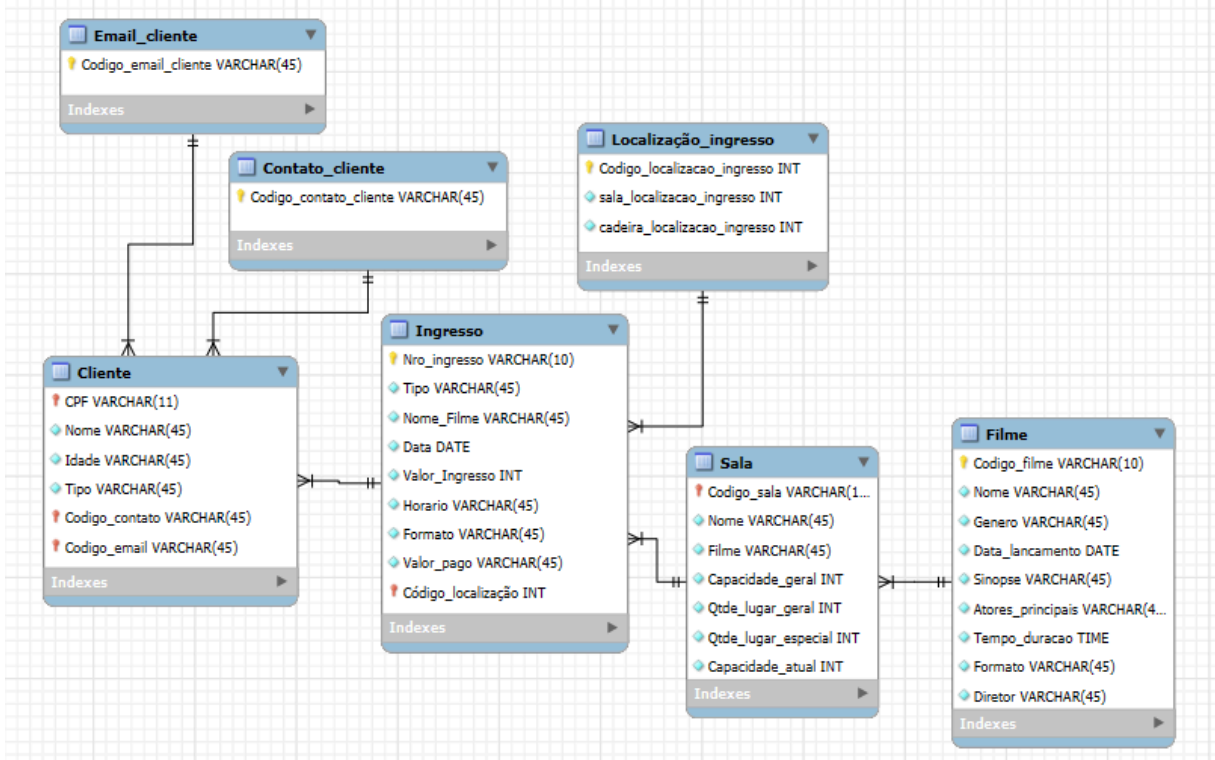 Email_cliente
Codigo_email_cliente VARCHAR(45)
Indexes
Contato_cliente
Codigo_contato_cliente VARCHAR(45)
Indexes
Localização_ingresso
Codigo_localizacao_ingresso INT
sala_localizacao_ingresso INT
cadeira_localizacao_ingresso INT
Indexes
Cliente
CPF VARCHAR(11)
Nome VARCHAR(45)
Idade VARCHAR(45)
Tipo VARCHAR(45)
Codigo_contato VARCHAR(45)
Codigo_email VARCHAR(45)
Indexes
Ingresso
Nro_ingresso VARCHAR(10)
Tipo VARCHAR(45)
Nome_Filme VARCHAR(45)
Data DATE
Valor_Ingresso INT
Horario VARCHAR(45)
Formato VARCHAR(45)
Valor_pago VARCHAR(45)
Código_localização INT
Indexes
Sala
Codigo_sala VARCHAR(1...
Nome VARCHAR(45)
Filme VARCHAR(45)
Capacidade_geral INT
Qtde_lugar_geral INT
Qtde_lugar_especial INT
Capacidade_atual INT
Indexes
Filme
Codigo_filme VARCHAR(10)
Nome VARCHAR(45)
Genero VARCHAR(45)
Data_lancamento DATE
Sinopse VARCHAR(45)
Atores_principais VARCHAR(4...
Tempo_duracao TIME
Formato VARCHAR(45)
Diretor VARCHAR(45)
Indexes